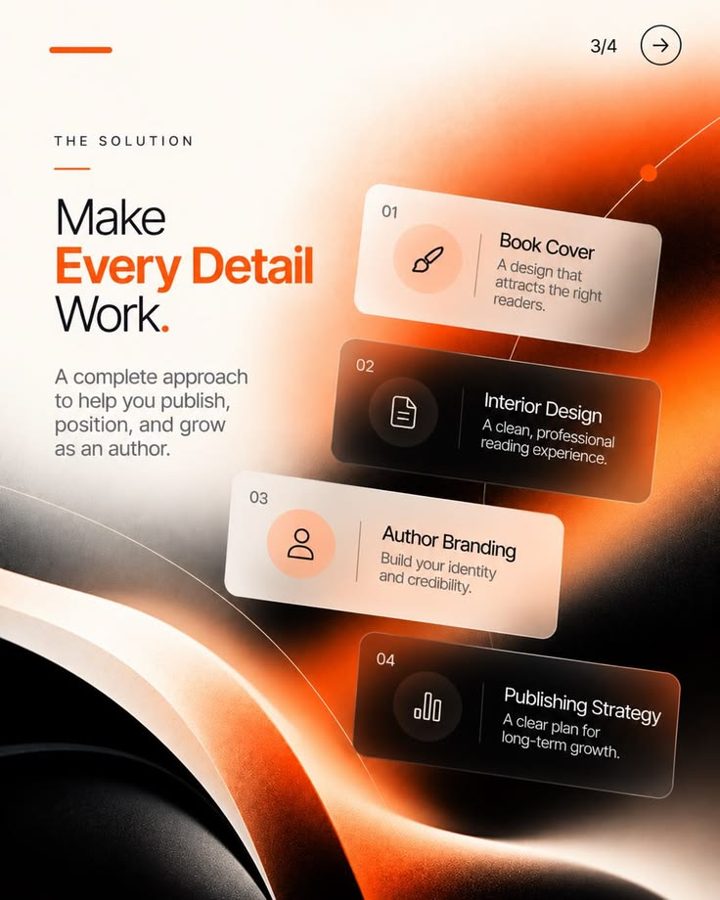 3/4
THE SOLUTION
Make
Every Detail
Work.
A complete approach
to help you publish,
position, and grow
as an author.
01
Book Cover
A design that
attracts the right
readers.
02
Interior Design
A clean, professional
reading experience.
03
Author Branding
Build your identity
and credibility.
04
Publishing Strategy
A clear plan for
long-term growth.